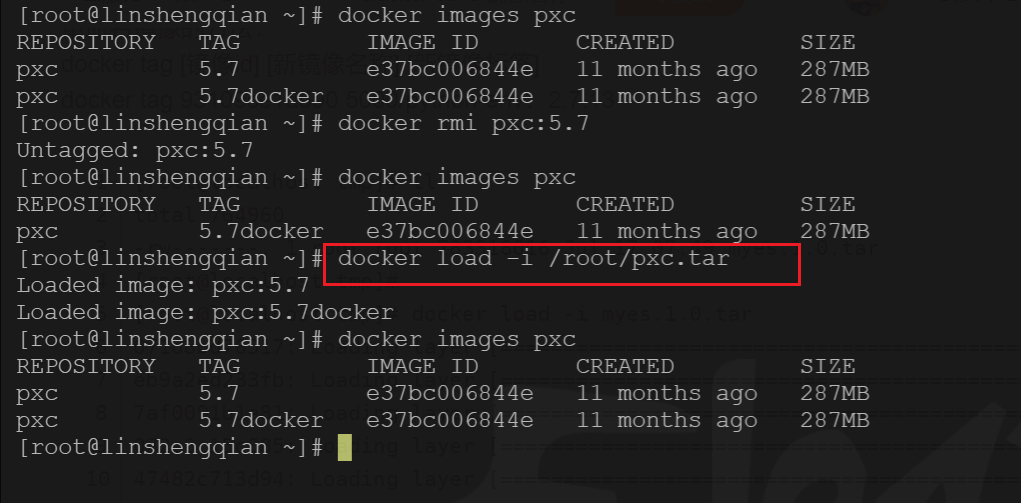 [root@linshengqian ~]# docker images pxc
REPOSITORY TAG IMAGE ID CREATED SIZE
pxc 5.7 e37bc006844e 11 months ago 287MB
pxc 5.7docker e37bc006844e 11 months ago 287MB
[root@linshengqian ~]# docker rmi pxc:5.7
Untagged: pxc:5.7
[root@linshengqian ~]# docker images pxc
REPOSITORY TAG IMAGE ID CREATED SIZE
pxc 5.7docker e37bc006844e 11 months ago 287MB
[root@linshengqian ~]# docker load -i /root/pxc.tar
Loaded image: pxc:5.7
Loaded image: pxc:5.7docker
[root@linshengqian ~]# docker images pxc
REPOSITORY TAG IMAGE ID CREATED SIZE
pxc 5.7 e37bc006844e 11 months ago 287MB
pxc 5.7docker e37bc006844e 11 months ago 287MB
[root@linshengqian ~]#